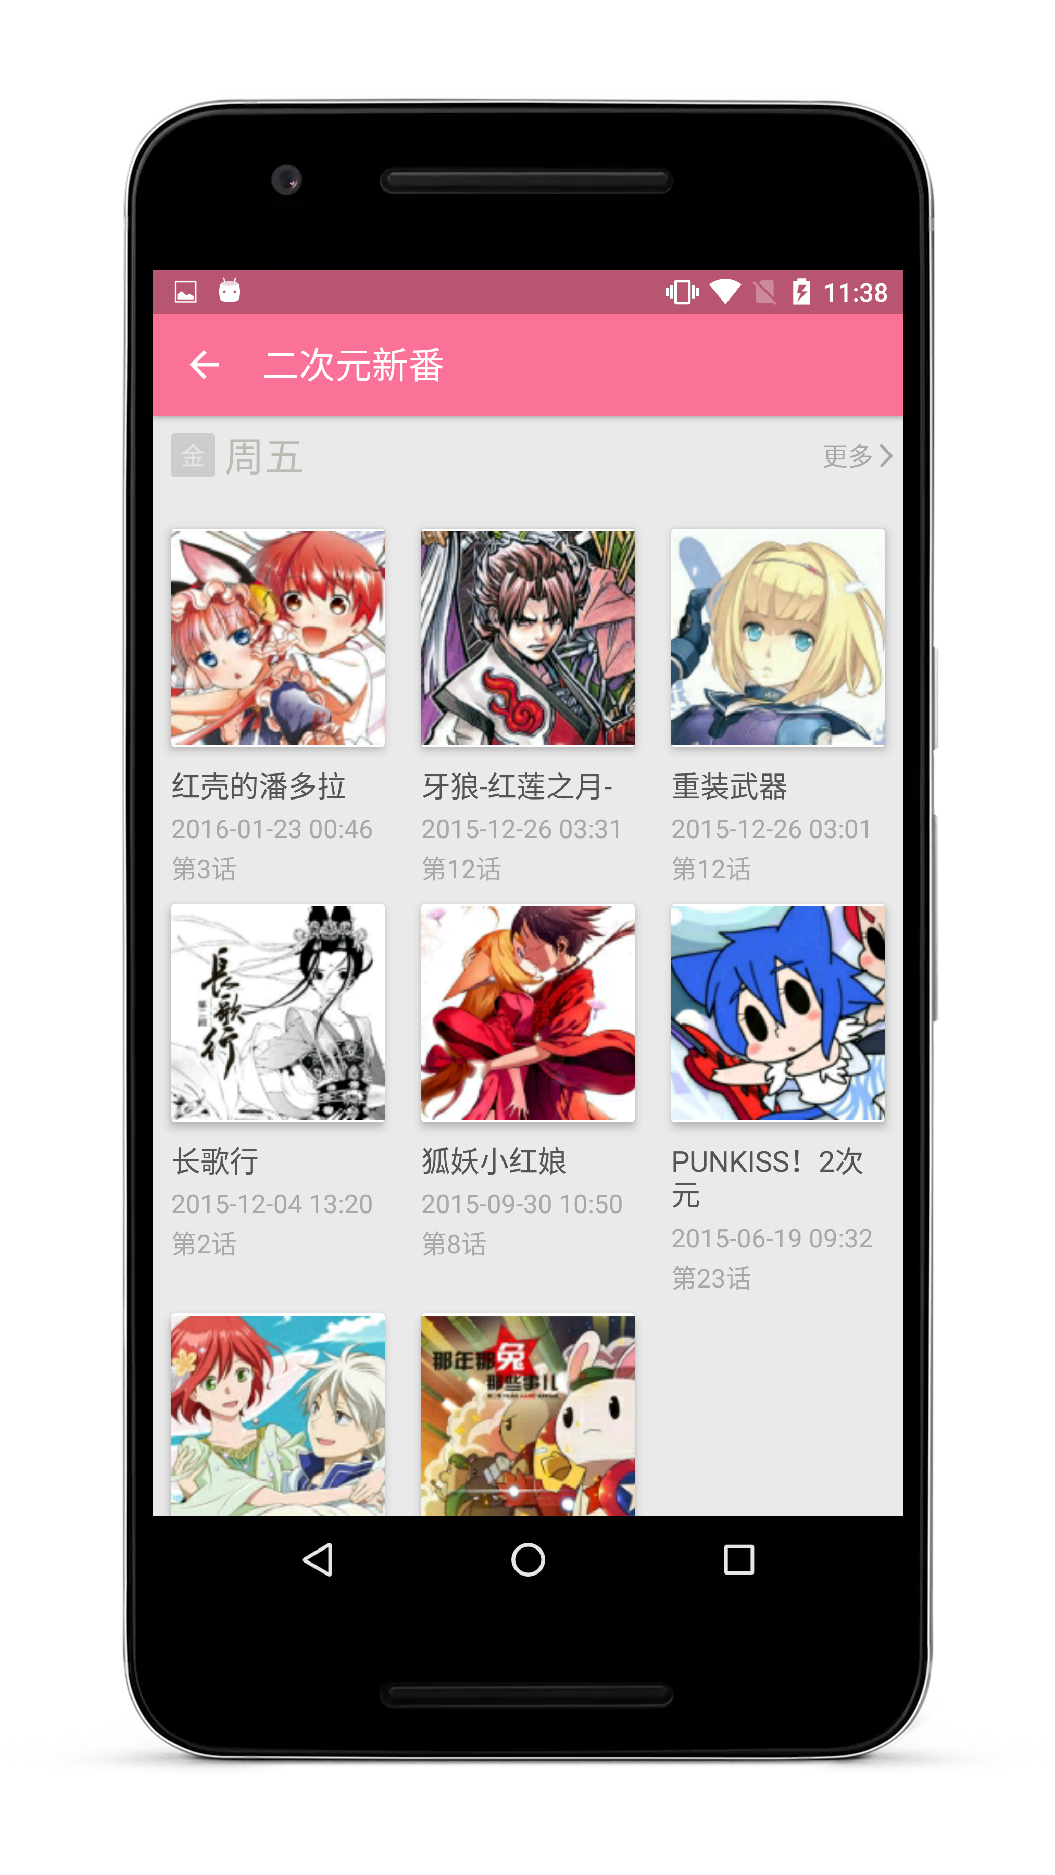 11:38
二次元新番
金 周五 更多
红壳的潘多拉
2016-01-23 00:46
第3话
牙狼-红莲之月-
2015-12-26 03:31
第12话
重装武器
2015-12-26 03:01
第12话
長歌行
长歌行
2015-12-04 13:20
第2话
狐妖小红娘
2015-09-30 10:50
第8话
PUNKISS！2次
元
2015-06-19 09:32
第23话
那年那兔
那些事儿